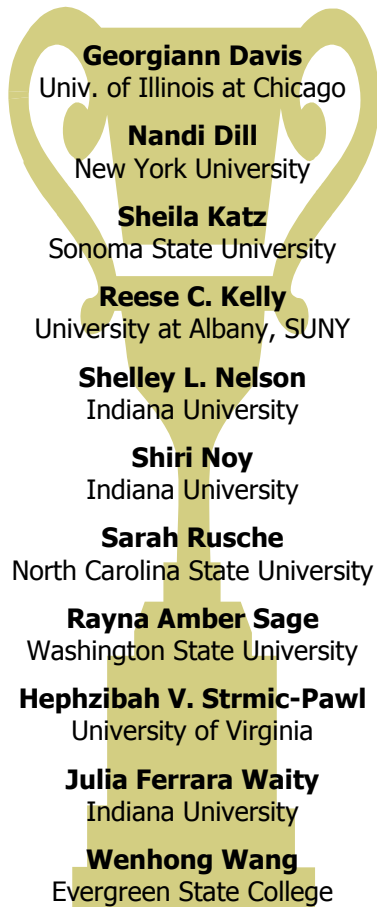 Georgiann Davis
Univ. of Illinois at Chicago
Nandi Dill
New York University
Sheila Katz
Sonoma State University
Reese C. Kelly
University at Albany, SUNY
Shelley L. Nelson
Indiana University
Shiri Noy
Indiana University
Sarah Rusche
North Carolina State University
Rayna Amber Sage
Washington State University
Hephzibah V. Strmic-Pawl
University of Virginia
Julia Ferrara Waity
Indiana University
Wenhong Wang
Evergreen State College